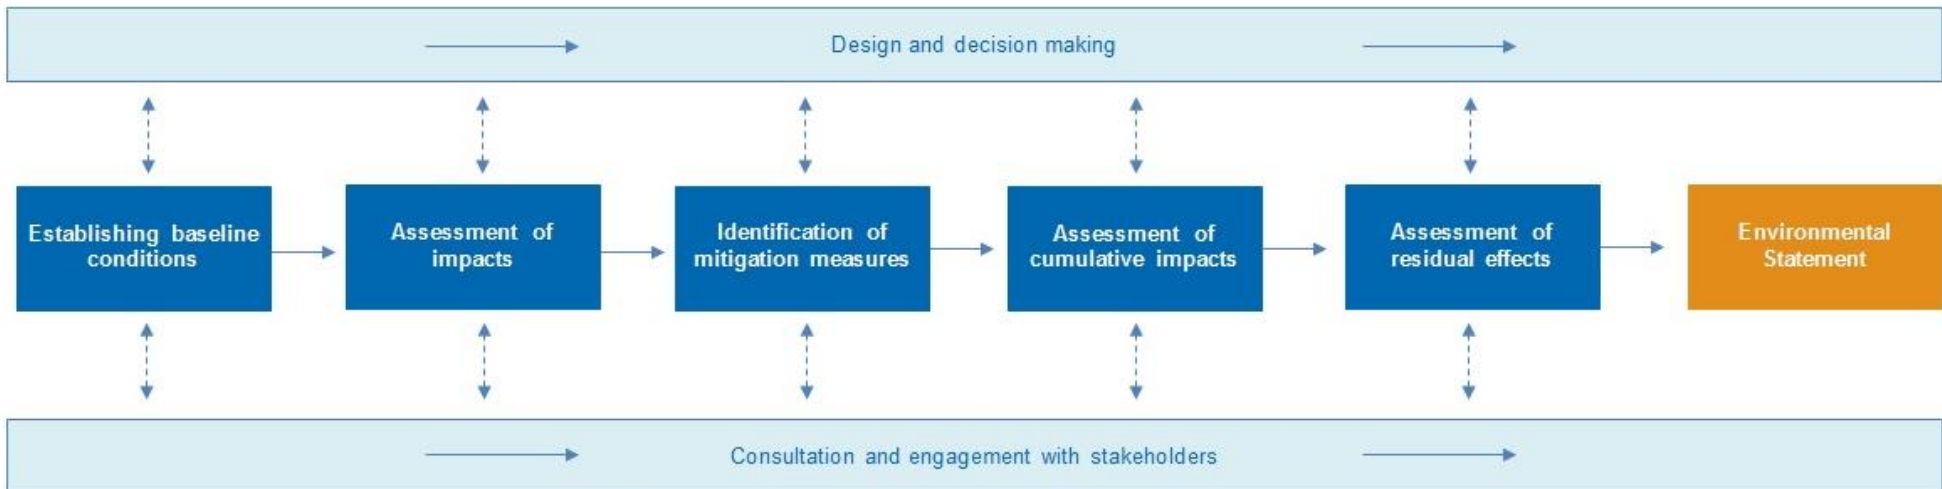 Design and decision making
Establishing baseline
conditions
Assessment of
impacts
Identification of
mitigation measures
Assessment of
cumulative impacts
Assessment of
residual effects
Environmental
Statement
Consultation and engagement with stakeholders